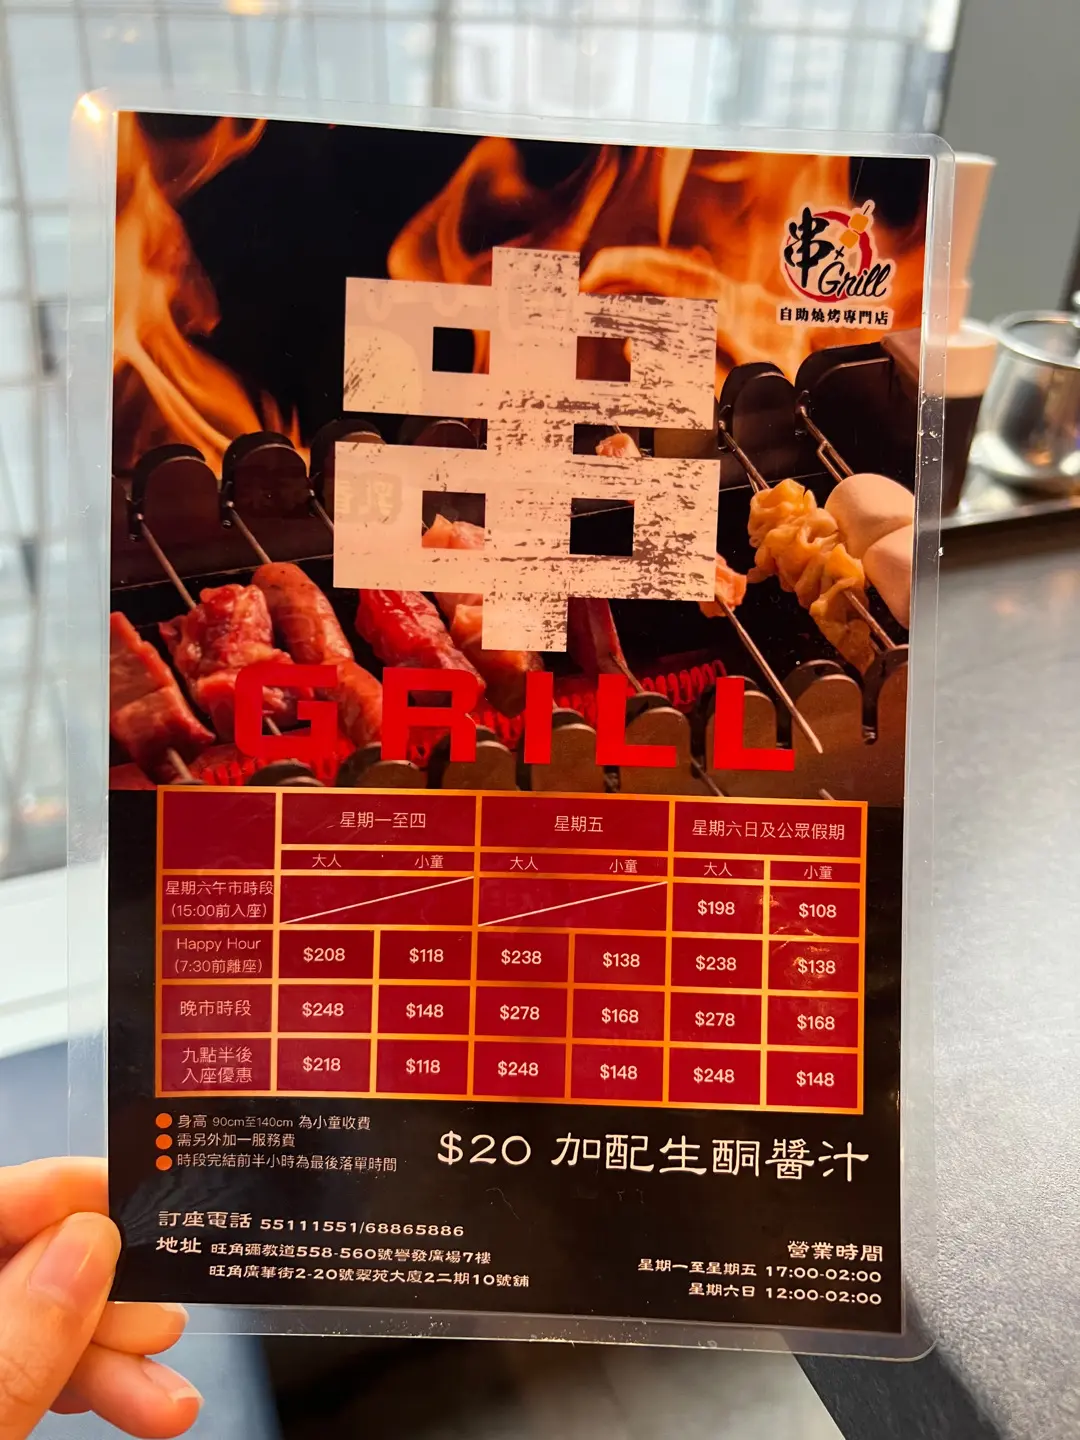 串
Grill
自助燒烤專門店
串
GRILL
星期一至四 星期五 星期六日及公眾假期
大人 小童 大人 小童 大人 小童
星期六午市時段
(15:00前入座)
$198 $108
Happy Hour
(7:30前離座)
$208 $118 $238 $138 $238 $138
晚市時段 $248 $148 $278 $168 $278 $168
九點半後
入座優惠
$218 $118 $248 $148 $248 $148
身高 90cm至140cm 為小童收費
需另外加一服務費
時段完結前半小時為最後落單時間
$20 加配生酮醬汁
訂座電話 55111551/68865886
地址 旺角彌敦道558-560號譽發廣場7樓
旺角廣華街2-20號翠苑大廈2二期10號舖
營業時間
星期一至星期五 17:00-02:00
星期六日 12:00-02:00